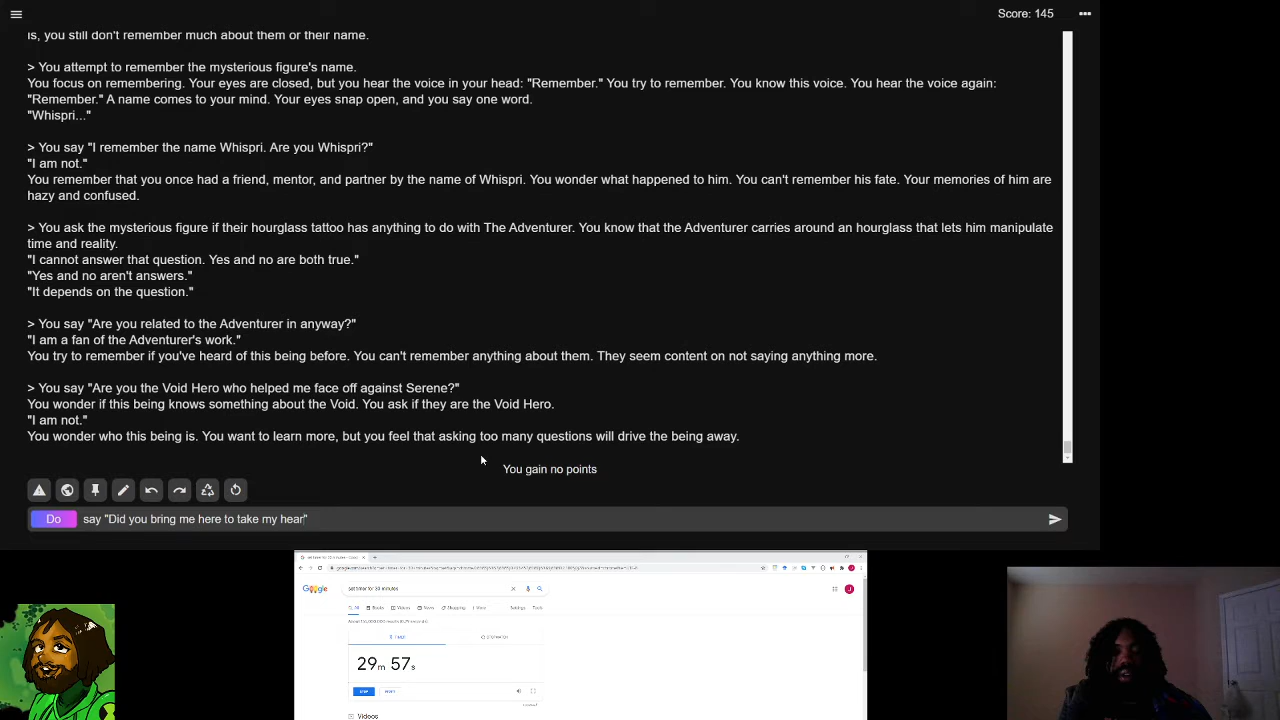 Score: 145
is, you still don't remember much about them or their name.
> You attempt to remember the mysterious figure's name.
You focus on remembering. Your eyes are closed, but you hear the voice in your head: "Remember." You try to remember. You know this voice. You hear the voice again:
"Remember." A name comes to your mind. Your eyes snap open, and you say one word.
"Whispri..."
> You say "I remember the name Whispri. Are you Whispri?"
"I am not."
You remember that you once had a friend, mentor, and partner by the name of Whispri. You wonder what happened to him. You can't remember his fate. Your memories of him are
hazy and confused.
> You ask the mysterious figure if their hourglass tattoo has anything to do with The Adventurer. You know that the Adventurer carries around an hourglass that lets him manipulate
time and reality.
"I cannot answer that question. Yes and no are both true."
"Yes and no aren't answers."
"It depends on the question."
> You say "Are you related to the Adventurer in anyway?"
"I am a fan of the Adventurer's work."
You try to remember if you've heard of this being before. You can't remember anything about them. They seem content on not saying anything more.
> You say "Are you the Void Hero who helped me face off against Serene?"
You wonder if this being knows something about the Void. You ask if they are the Void Hero.
"I am not."
You wonder who this being is. You want to learn more, but you feel that asking too many questions will drive the being away.
You gain no points
Do say "Did you bring me here to take my hear"
Google
All Books Videos News Shopping More Settings Tools
TIMER STOPWATCH
29m 57s
STOP RESET
Videos